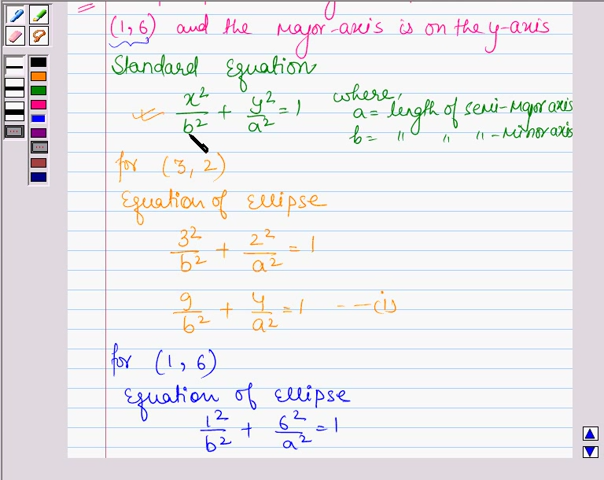 (1,6) and the major-axis is on the y-axis
Standard Equation
x²/b² + y²/a² = 1 where, a = length of semi-major axis
b = " " " -minor axis
for (3, 2)
Equation of Ellipse
3²/b² + 2²/a² = 1
9/b² + 4/a² = 1 --- (i)
for (1, 6)
Equation of Ellipse
1²/b² + 6²/a² = 1